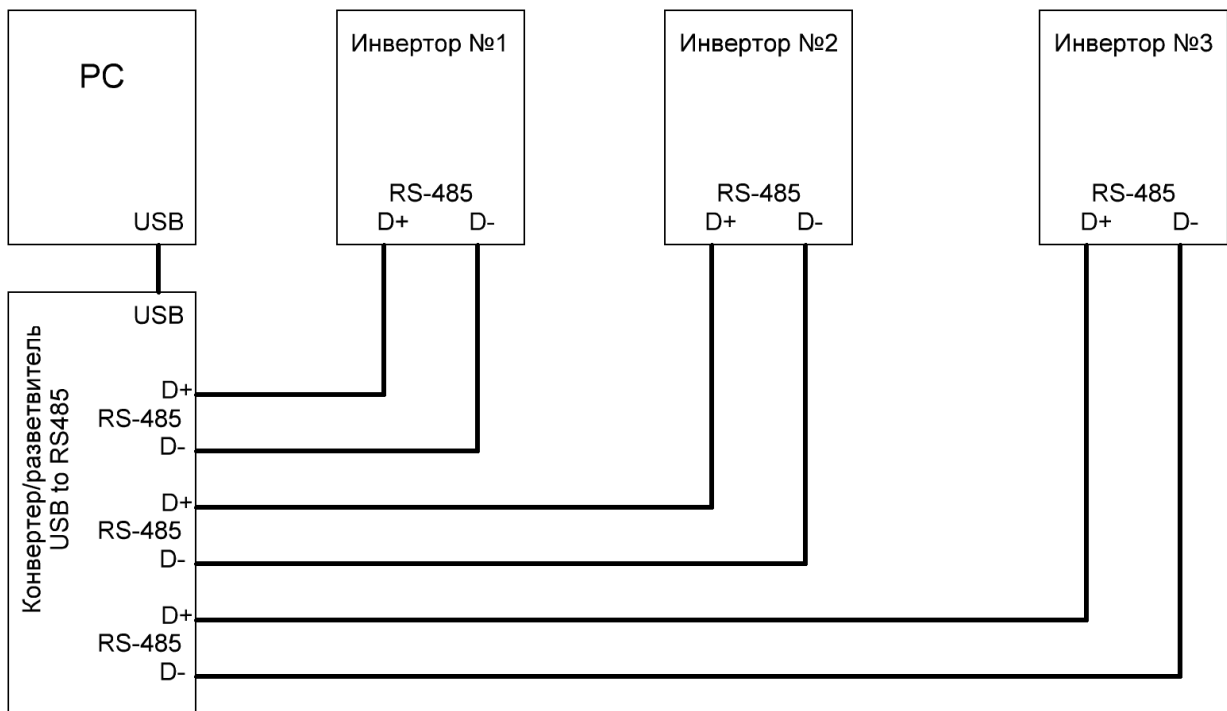 PC
USB
Инвертор №1
RS-485
D+ D-
Инвертор №2
RS-485
D+ D-
Инвертор №3
RS-485
D+ D-
Конвертер/разветвитель
USB to RS485
USB
D+
RS-485
D-
D+
RS-485
D-
D+
RS-485
D-